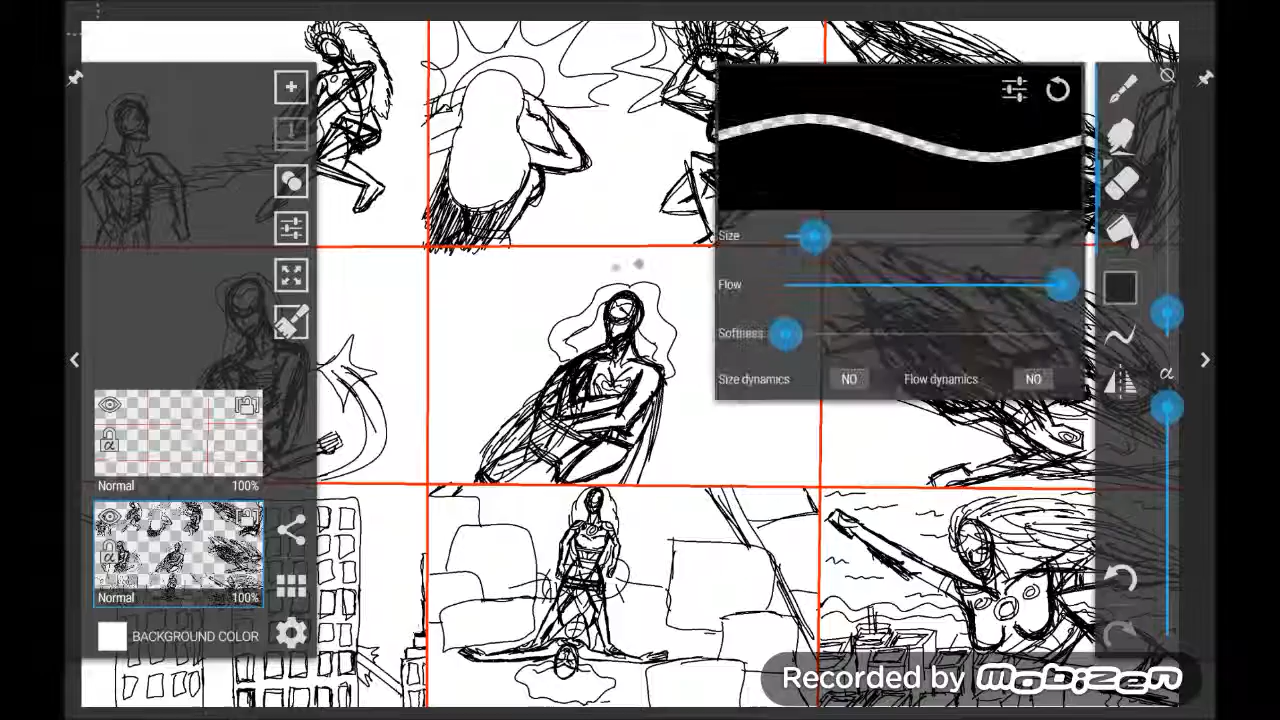 Size
Flow
Softness
Size dynamics NO Flow dynamics NO
α
α
Normal 100%
α
Normal 100%
BACKGROUND COLOR
Recorded by mobizen